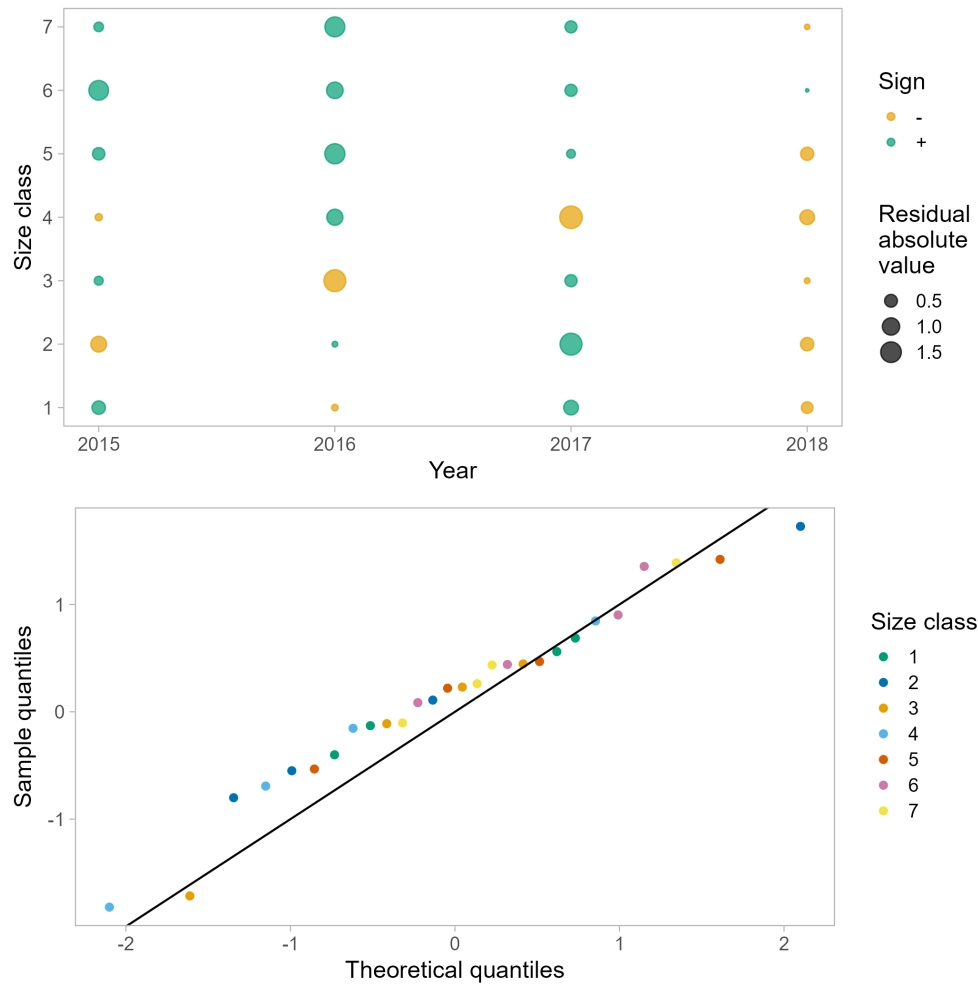 7
6
5
4
3
2
1
Size class
2015 2016 2017 2018
Year
Sign
-
+
Residual
absolute
value
0.5
1.0
1.5
1
0
-1
Sample quantiles
-2 -1 0 1 2
Theoretical quantiles
Size class
1
2
3
4
5
6
7